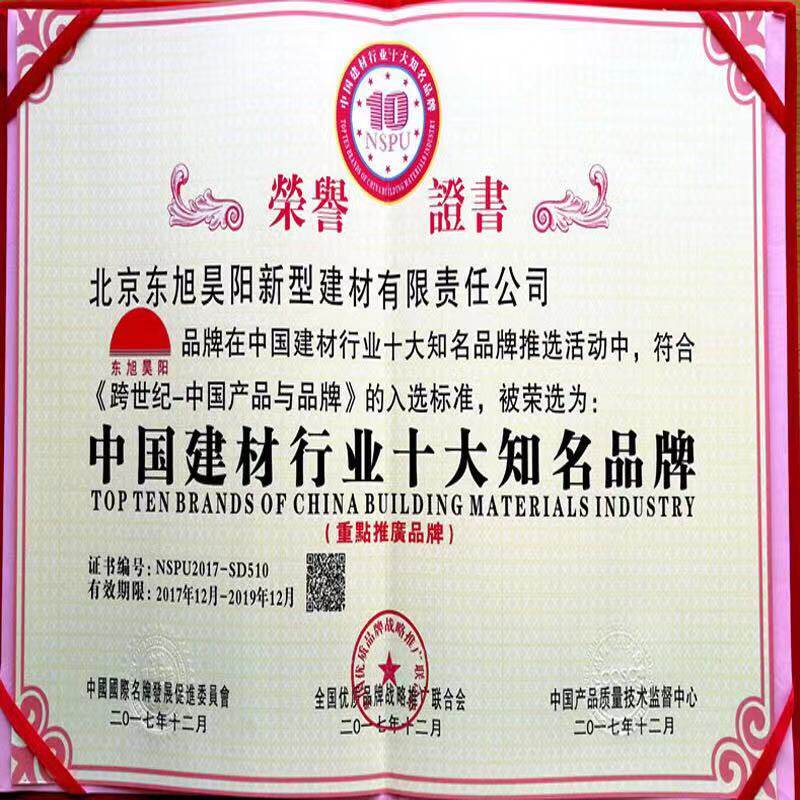 中国建材行业十大知名品牌
10
NSPU
TOP TEN BRANDS OF CHINA BUILDING MATERIALS INDUSTRY
榮譽 證書
北京东旭昊阳新型建材有限责任公司
东旭昊阳
品牌在中国建材行业十大知名品牌推选活动中，符合
《跨世纪-中国产品与品牌》的入选标准，被荣选为：
中国建材行业十大知名品牌
TOP TEN BRANDS OF CHINA BUILDING MATERIALS INDUSTRY
(重點推廣品牌)
证书编号：NSPU2017-SD510
有效期限：2017年12月-2019年12月
中國國際名牌發展促進委員會
二〇一七年十二月
全国优质品牌战略推广联合会
二〇一七年十二月
中国产品质量技术监督中心
二〇一七年十二月